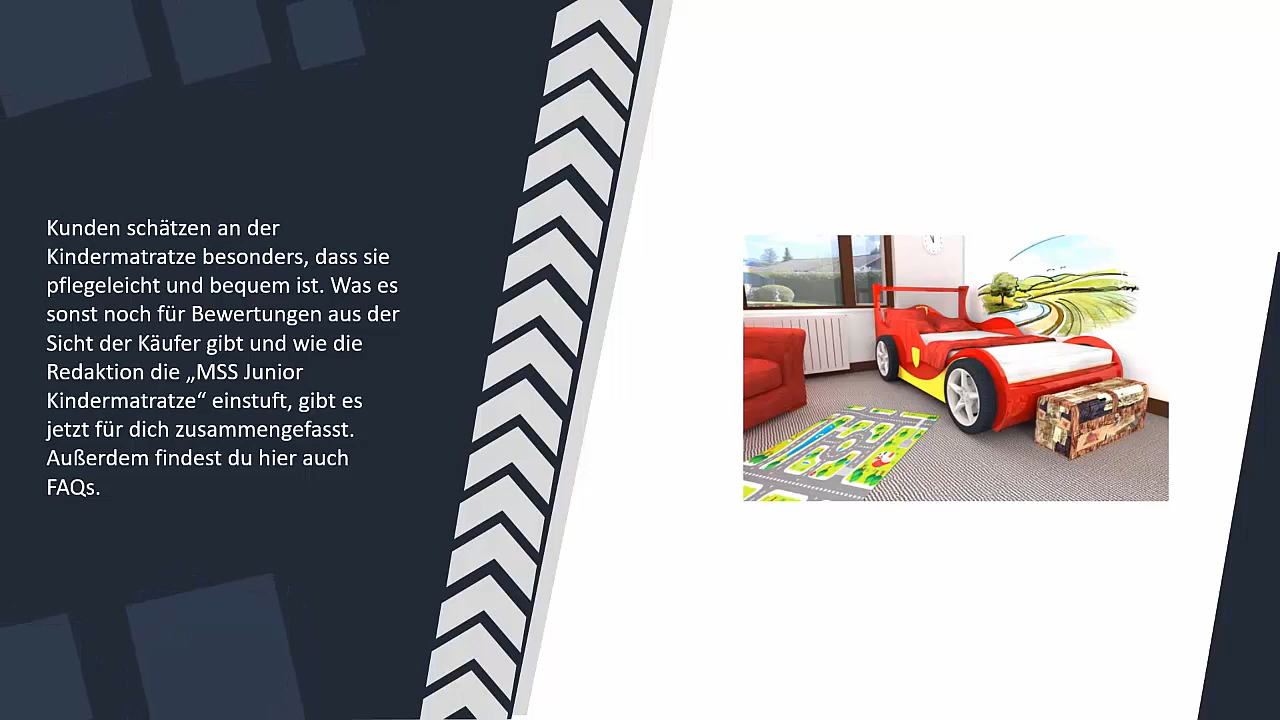 Kunden schätzen an der
Kindermatratze besonders, dass sie
pflegeleicht und bequem ist. Was es
sonst noch für Bewertungen aus der
Sicht der Käufer gibt und wie die
Redaktion die „MSS Junior
Kindermatratze“ einstuft, gibt es
jetzt für dich zusammengefasst.
Außerdem findest du hier auch
FAQs.